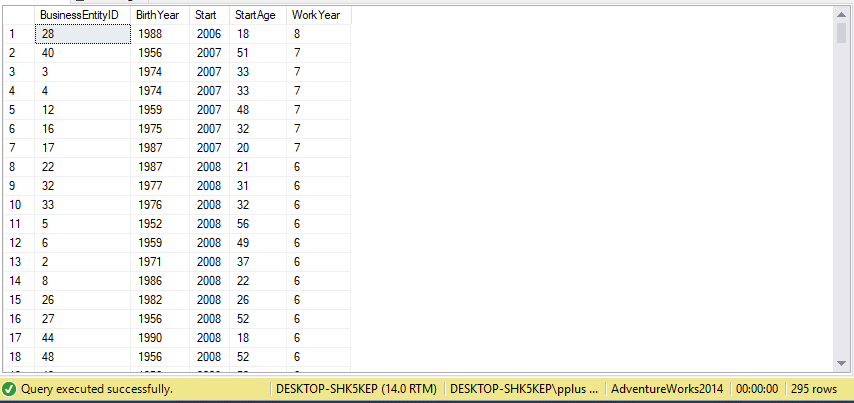 BusinessEntityID BirthYear Start StartAge WorkYear
1 28 1988 2006 18 8
2 40 1956 2007 51 7
3 3 1974 2007 33 7
4 4 1974 2007 33 7
5 12 1959 2007 48 7
6 16 1975 2007 32 7
7 17 1987 2007 20 7
8 22 1987 2008 21 6
9 32 1977 2008 31 6
10 33 1976 2008 32 6
11 5 1952 2008 56 6
12 6 1959 2008 49 6
13 2 1971 2008 37 6
14 8 1986 2008 22 6
15 26 1982 2008 26 6
16 27 1956 2008 52 6
17 44 1990 2008 18 6
18 48 1956 2008 52 6
Query executed successfully. DESKTOP-SHK5KEP (14.0 RTM) DESKTOP-SHK5KEP\pplus ... AdventureWorks2014 00:00:00 295 rows